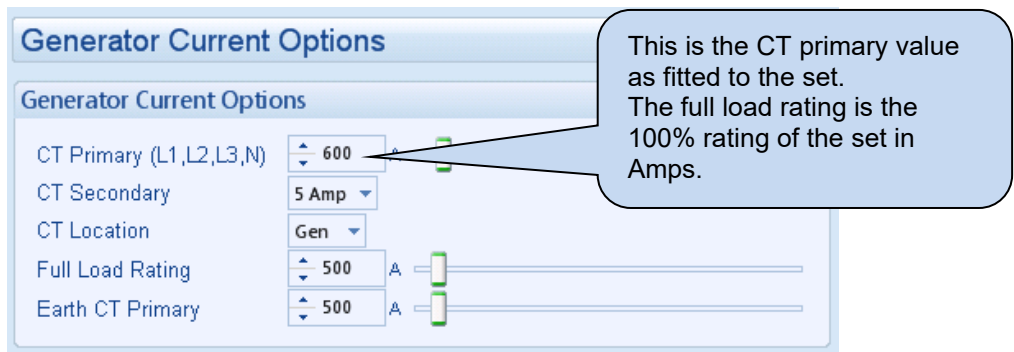 Generator Current Options
This is the CT primary value
as fitted to the set.
The full load rating is the
100% rating of the set in
Amps.
Generator Current Options
CT Primary (L1,L2,L3,N) 600 A
CT Secondary 5 Amp
CT Location Gen
Full Load Rating 500 A
Earth CT Primary 500 A